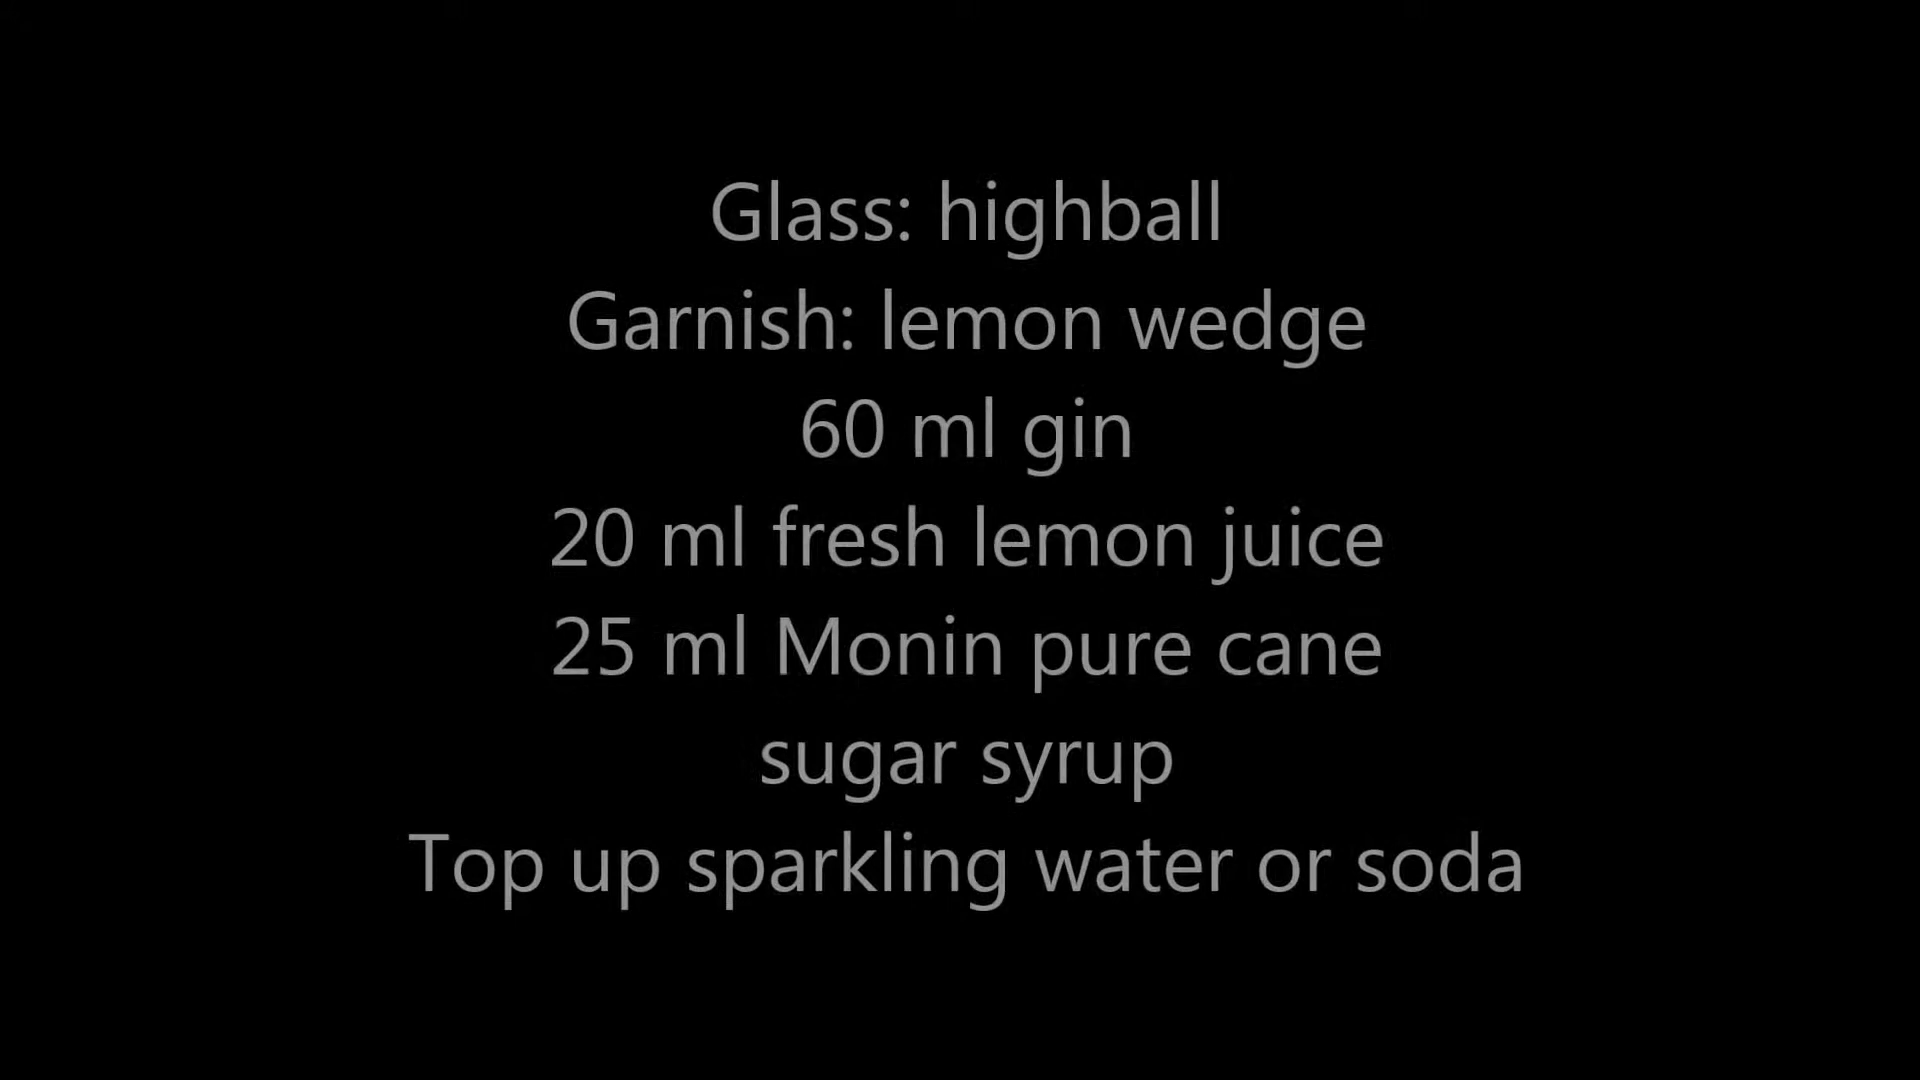 Glass: highball
Garnish: lemon wedge
60 ml gin
20 ml fresh lemon juice
25 ml Monin pure cane
sugar syrup
Top up sparkling water or soda